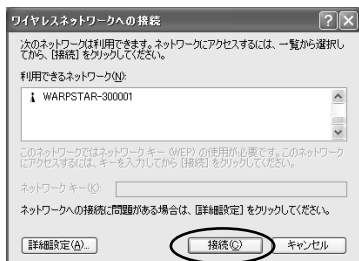 ワイヤレスネットワークへの接続
次のネットワークは利用できます。ネットワークにアクセスするには、一覧から選択し
てから、[接続] をクリックしてください。
利用できるネットワーク(N):
WARPSTAR-300001
このネットワークではネットワーク キー (WEP) の使用が必要です。このネットワーク
にアクセスするには、キーを入力してから [接続] をクリックしてください。
ネットワーク キー(K):
ネットワークへの接続に問題がある場合は、[詳細設定] をクリックしてください。
詳細設定(A)...
接続(C)
キャンセル